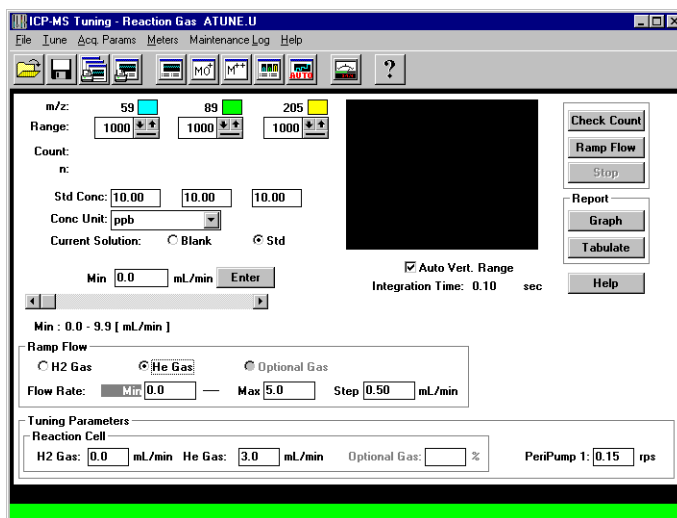 ICP-MS Tuning - Reaction Gas ATUNE.U
File Tune Acq. Params Meters Maintenance Log Help
MO+ M++ AUTO ?
m/z: 59 89 205
Range: 1000 1000 1000
Count:
n:
Std Conc: 10.00 10.00 10.00
Conc Unit: ppb
Current Solution: Blank Std
Min 0.0 mL/min Enter
Min : 0.0 - 9.9 [ mL/min ]
Auto Vert. Range
Integration Time: 0.10 sec
Check Count
Ramp Flow
Stop
Report
Graph
Tabulate
Help
Ramp Flow
H2 Gas He Gas Optional Gas
Flow Rate: Min 0.0 — Max 5.0 Step 0.50 mL/min
Tuning Parameters
Reaction Cell
H2 Gas: 0.0 mL/min He Gas: 3.0 mL/min Optional Gas: % PeriPump 1: 0.15 rps